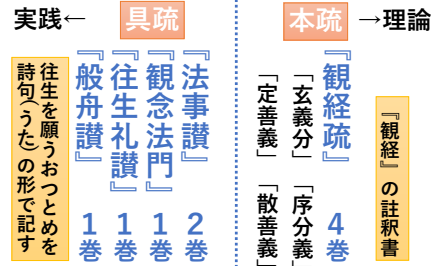 実践←
具疏
本疏
→理論
『観経』の註釈書
『観経疏』4巻
「玄義分」「序分義」
「定善義」「散善義」
『法事讃』2巻
『観念法門』1巻
『往生礼讃』1巻
『般舟讃』1巻
往生を願うおつとめを
詩句(うた)の形で記す